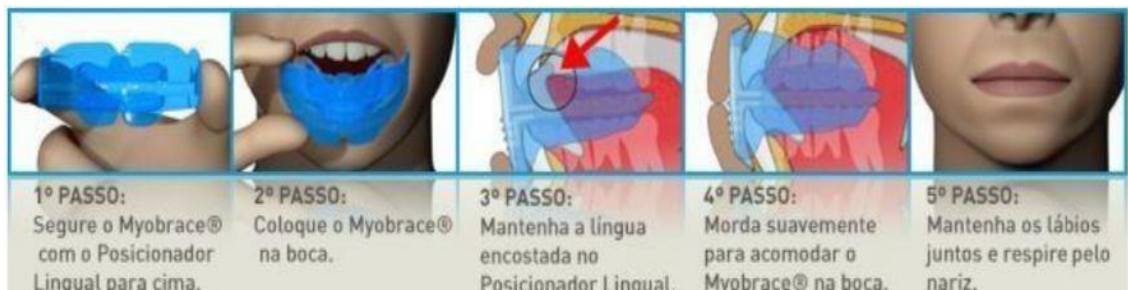 1º PASSO:
Segure o Myobrace®
com o Posicionador
Lingual para cima.
2º PASSO:
Coloque o Myobrace®
na boca.
3º PASSO:
Mantenha a língua
encostada no
Posicionador Lingual.
4º PASSO:
Morda suavemente
para acomodar o
Myobrace® na boca.
5º PASSO:
Mantenha os lábios
juntos e respire pelo
nariz.